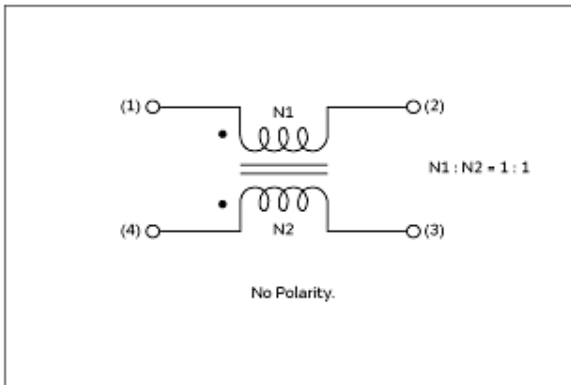 (1) N1 (2)
N1 : N2 = 1 : 1
(4) N2 (3)
No Polarity.